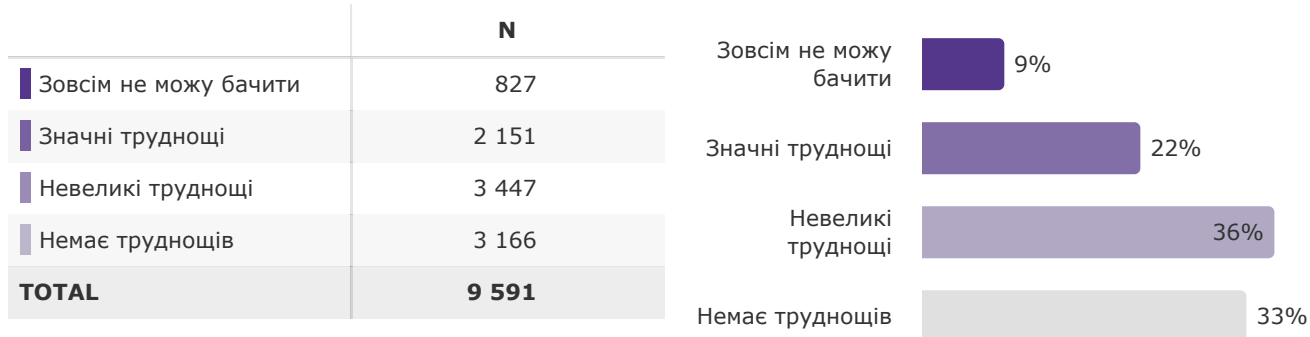 N
Зовсім не можу бачити 827
Значні труднощі 2 151
Невеликі труднощі 3 447
Немає труднощів 3 166
TOTAL 9 591
Зовсім не можу
бачити
9%
Значні труднощі 22%
Невеликі
труднощі
36%
Немає труднощів 33%